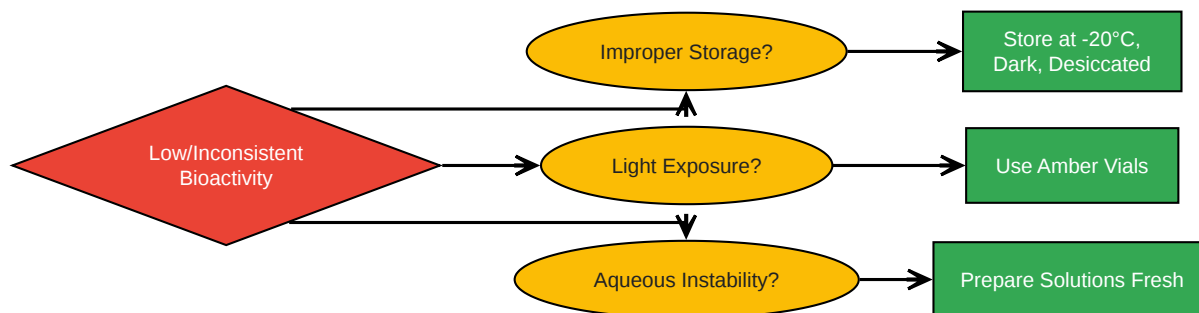 Improper Storage?
Store at -20°C,
Dark, Desiccated
Low/Inconsistent
Bioactivity
Light Exposure?
Use Amber Vials
Aqueous Instability?
Prepare Solutions Fresh